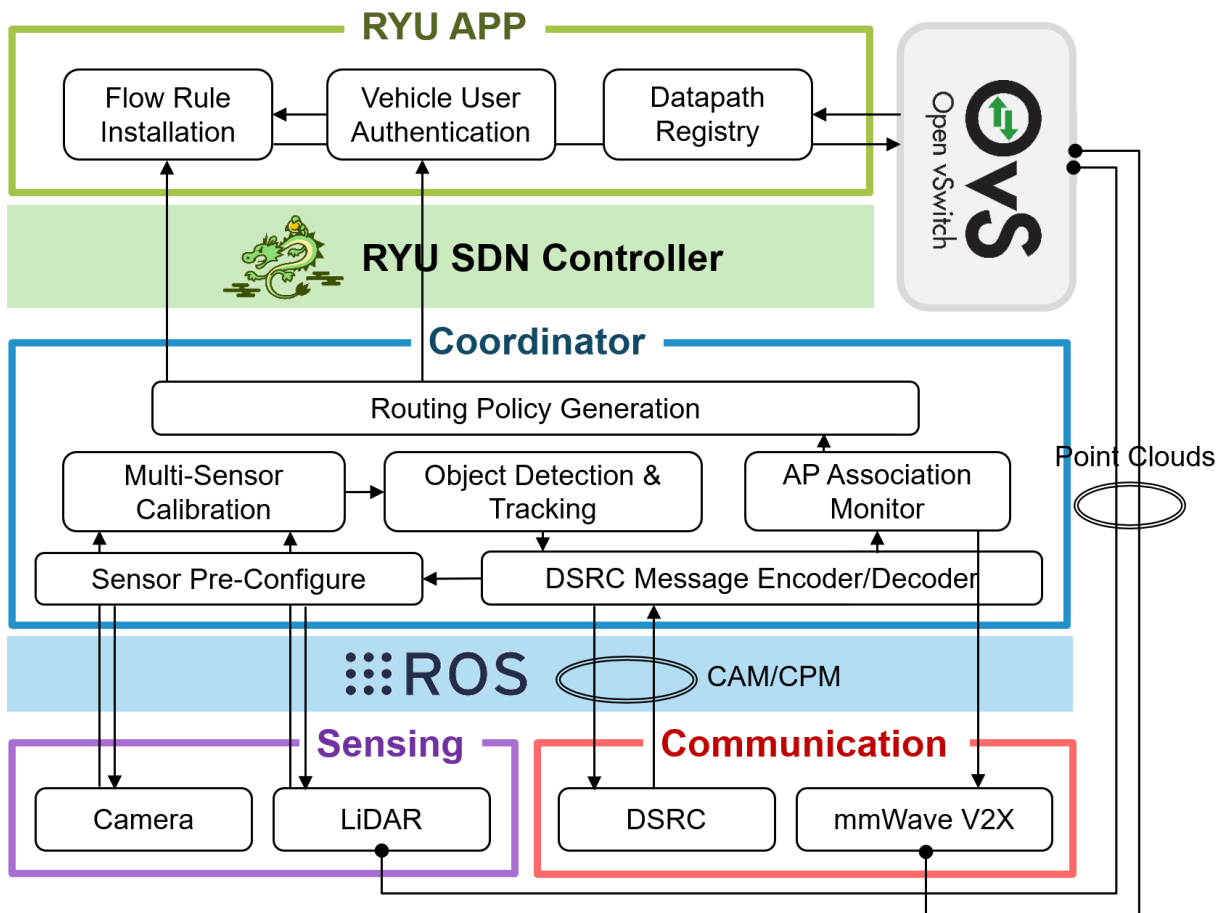 RYU APP
Flow Rule
Installation
Vehicle User
Authentication
Datapath
Registry
OvS
Open vSwitch
RYU SDN Controller
Coordinator
Routing Policy Generation
Multi-Sensor
Calibration
Object Detection &
Tracking
AP Association
Monitor
Point Clouds
Sensor Pre-Configure
DSRC Message Encoder/Decoder
ROS
CAM/CPM
Sensing
Communication
Camera
LiDAR
DSRC
mmWave V2X